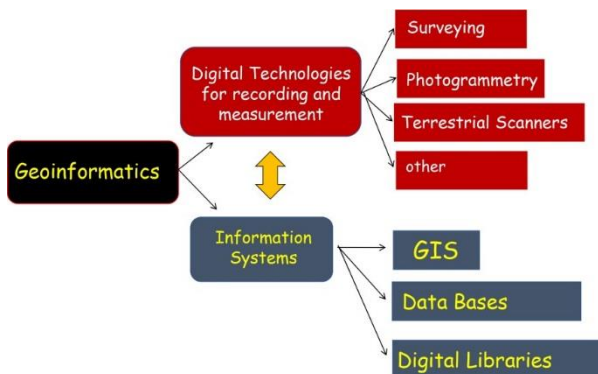 Geoinformatics
Digital Technologies
for recording and
measurement
Surveying
Photogrammetry
Terrestrial Scanners
other
Information
Systems
GIS
Data Bases
Digital Libraries